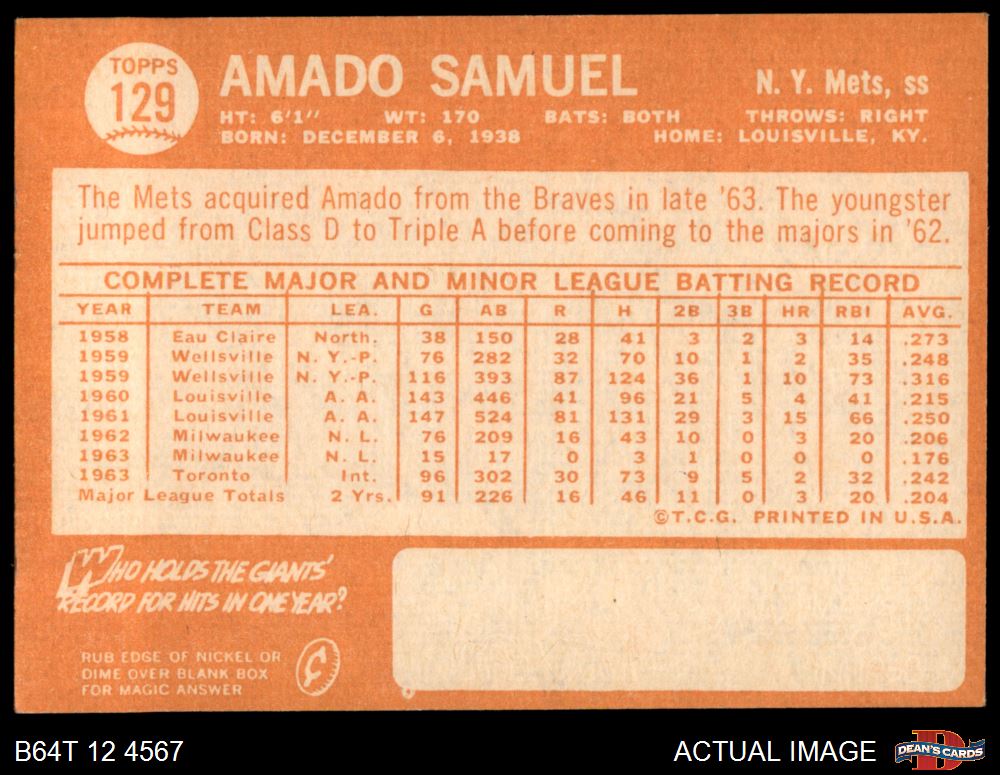 TOPPS
129
AMADO SAMUEL
N. Y. Mets, ss
HT: 6'1" WT: 170 BATS: BOTH THROWS: RIGHT
BORN: DECEMBER 6, 1938 HOME: LOUISVILLE, KY.
The Mets acquired Amado from the Braves in late '63. The youngster
jumped from Class D to Triple A before coming to the majors in '62.
COMPLETE MAJOR AND MINOR LEAGUE BATTING RECORD
YEAR TEAM LEA. G AB R H 2B 3B HR RBI AVG.
1958 Eau Claire North. 38 150 28 41 3 2 3 14 .273
1959 Wellsville N. Y.-P. 76 282 32 70 10 1 2 35 .248
1959 Wellsville N. Y.-P. 116 393 87 124 36 1 10 73 .316
1960 Louisville A. A. 143 446 41 96 21 5 4 41 .215
1961 Louisville A. A. 147 524 81 131 29 3 15 66 .250
1962 Milwaukee N. L. 76 209 16 43 10 0 3 20 .206
1963 Milwaukee N. L. 15 17 0 3 1 0 0 0 .176
1963 Toronto Int. 96 302 30 73 9 5 2 32 .242
Major League Totals 2 Yrs. 91 226 16 46 11 0 3 20 .204
©T.C.G. PRINTED IN U.S.A.
WHO HOLDS THE GIANTS'
RECORD FOR HITS IN ONE YEAR?
RUB EDGE OF NICKEL OR
DIME OVER BLANK BOX
FOR MAGIC ANSWER
B64T 12 4567
ACTUAL IMAGE
DEAN'S CARDS